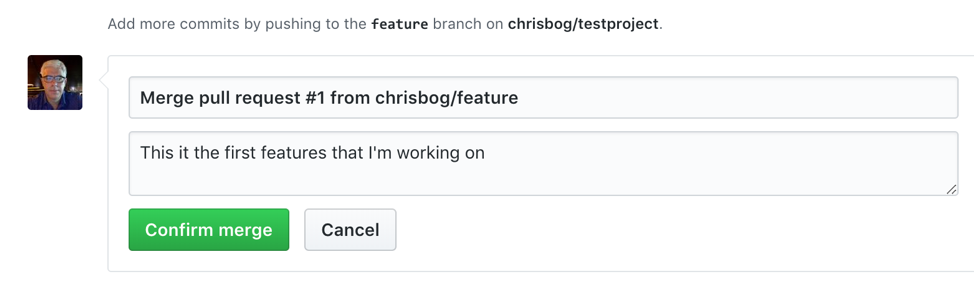 Add more commits by pushing to the feature branch on chrisbog/testproject.
Merge pull request #1 from chrisbog/feature
This it the first features that I'm working on
Confirm merge
Cancel